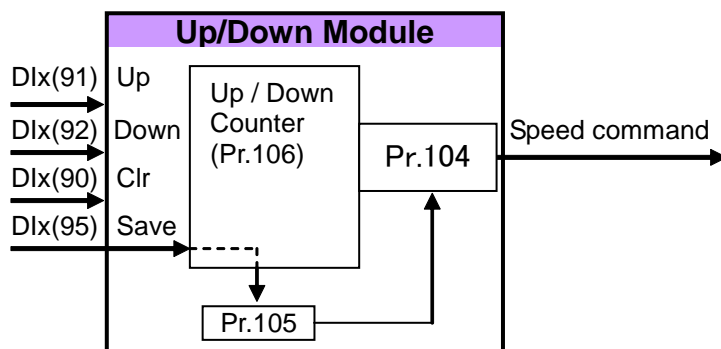 Up/Down Module
DIx(91) Up
DIx(92) Down
DIx(90) Clr
DIx(95) Save
Up / Down
Counter
(Pr.106)
Pr.104
Speed command
Pr.105